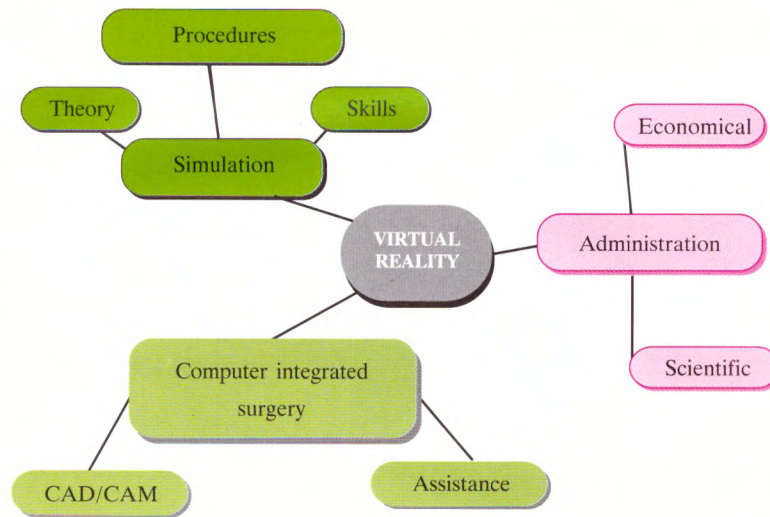 Procedures
Theory
Skills
Simulation
Economical
VIRTUAL
REALITY
Administration
Scientific
Computer integrated
surgery
CAD/CAM
Assistance